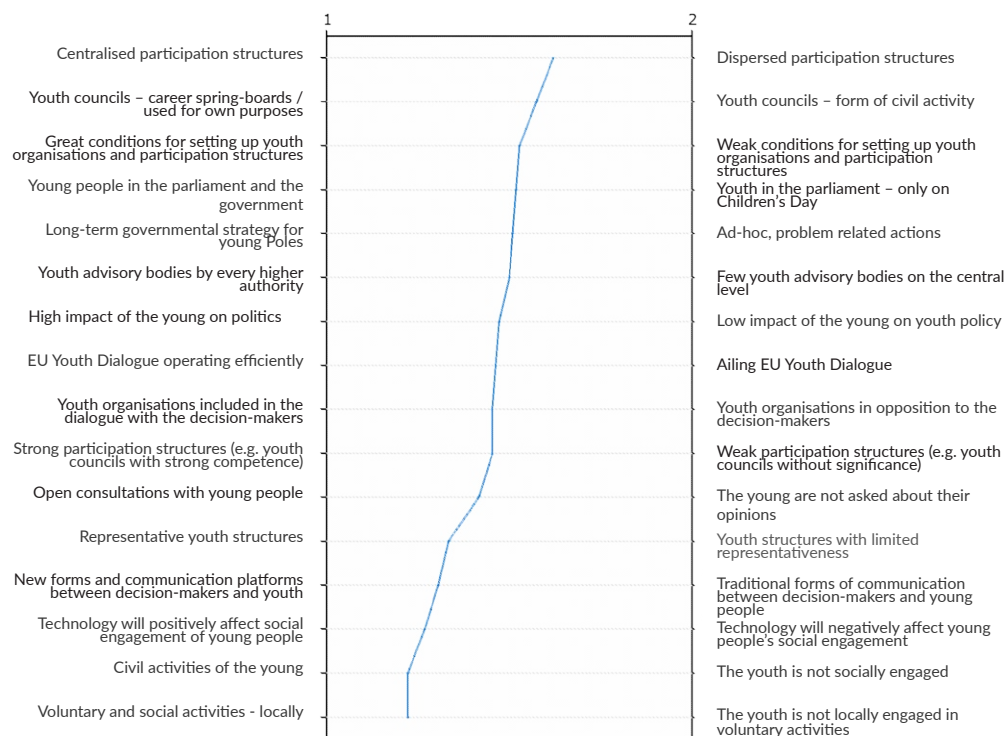 1 2
Centralised participation structures
Dispersed participation structures
Youth councils – career spring-boards /
used for own purposes
Youth councils – form of civil activity
Great conditions for setting up youth
organisations and participation structures
Weak conditions for setting up youth
organisations and participation
structures
Young people in the parliament and the
government
Youth in the parliament – only on
Children's Day
Long-term governmental strategy for
young Poles
Ad-hoc, problem related actions
Youth advisory bodies by every higher
authority
Few youth advisory bodies on the central
level
High impact of the young on politics
Low impact of the young on youth policy
EU Youth Dialogue operating efficiently
Ailing EU Youth Dialogue
Youth organisations included in the
dialogue with the decision-makers
Youth organisations in opposition to the
decision-makers
Strong participation structures (e.g. youth
councils with strong competence)
Weak participation structures (e.g. youth
councils without significance)
Open consultations with young people
The young are not asked about their
opinions
Representative youth structures
Youth structures with limited
representativeness
New forms and communication platforms
between decision-makers and youth
Traditional forms of communication
between decision-makers and young
people
Technology will positively affect social
engagement of young people
Technology will negatively affect young
people's social engagement
Civil activities of the young
The youth is not socially engaged
Voluntary and social activities - locally
The youth is not locally engaged in
voluntary activities